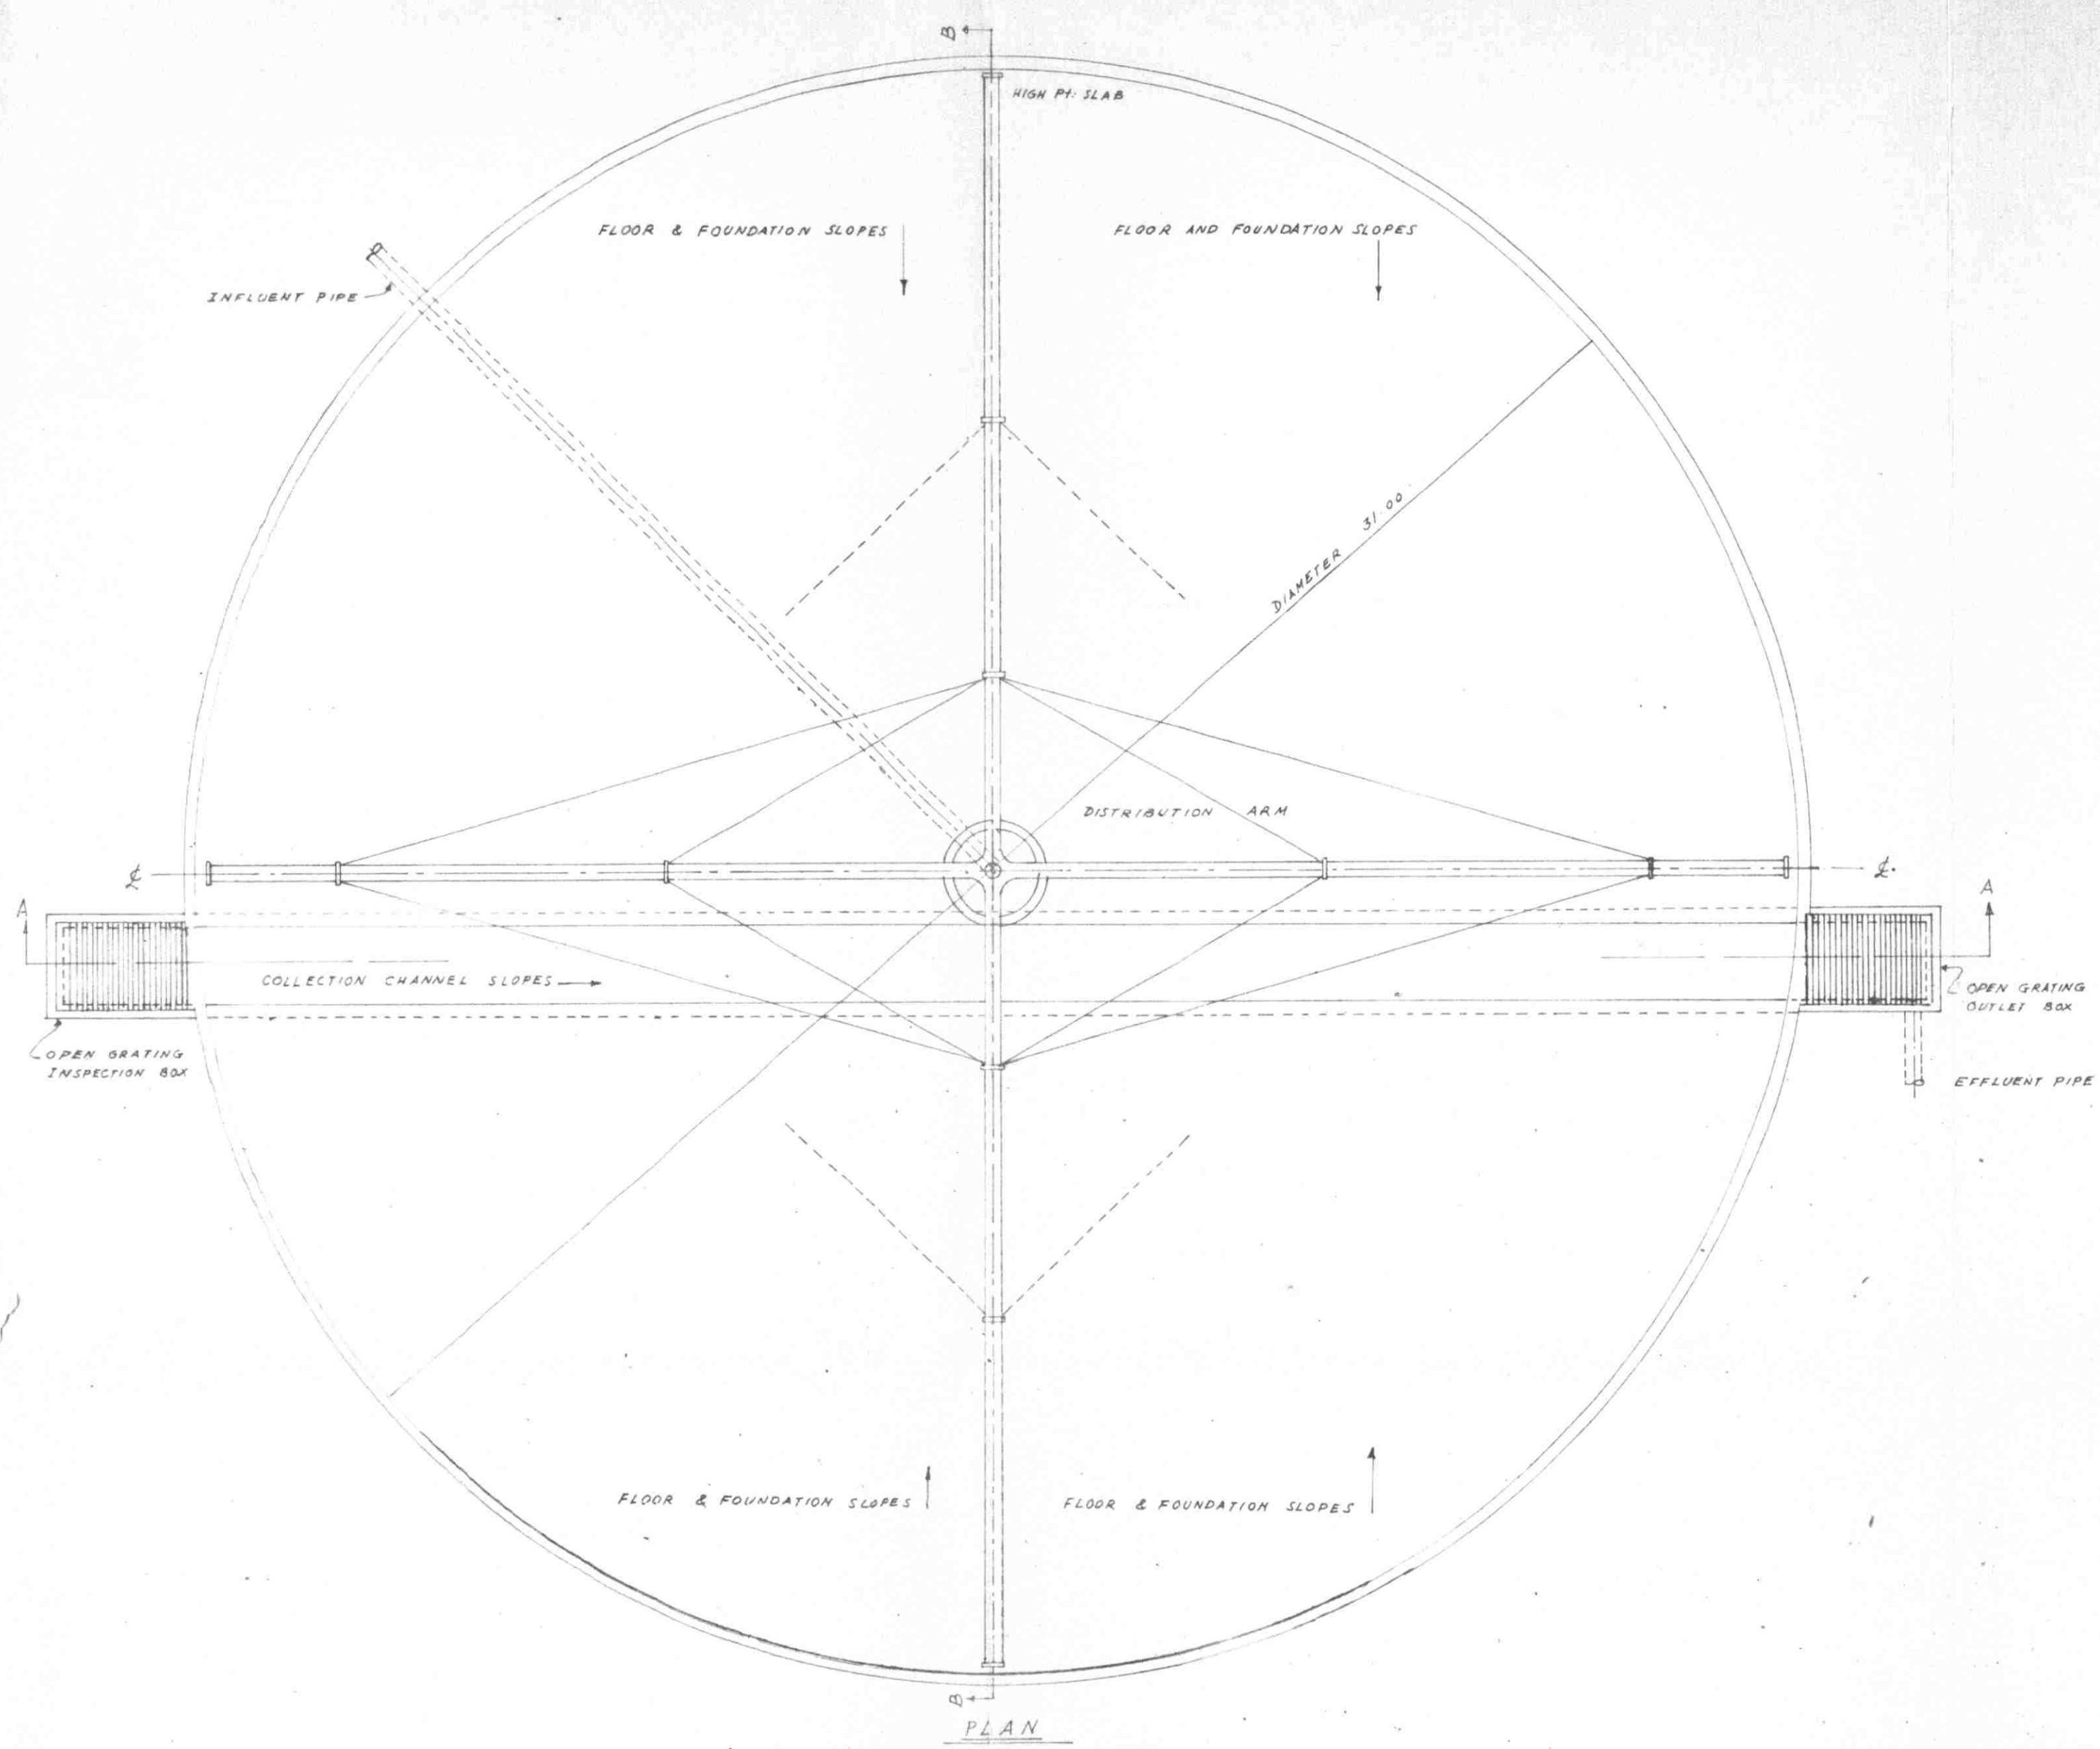 B
HIGH Pt: SLAB
FLOOR & FOUNDATION SLOPES
FLOOR AND FOUNDATION SLOPES
INFLUENT PIPE
DIAMETER 31.00
DISTRIBUTION ARM
℄
℄.
A
A
COLLECTION CHANNEL SLOPES
OPEN GRATING
OUTLET BOX
OPEN GRATING
INSPECTION BOX
EFFLUENT PIPE
FLOOR & FOUNDATION SLOPES
FLOOR & FOUNDATION SLOPES
B
PLAN